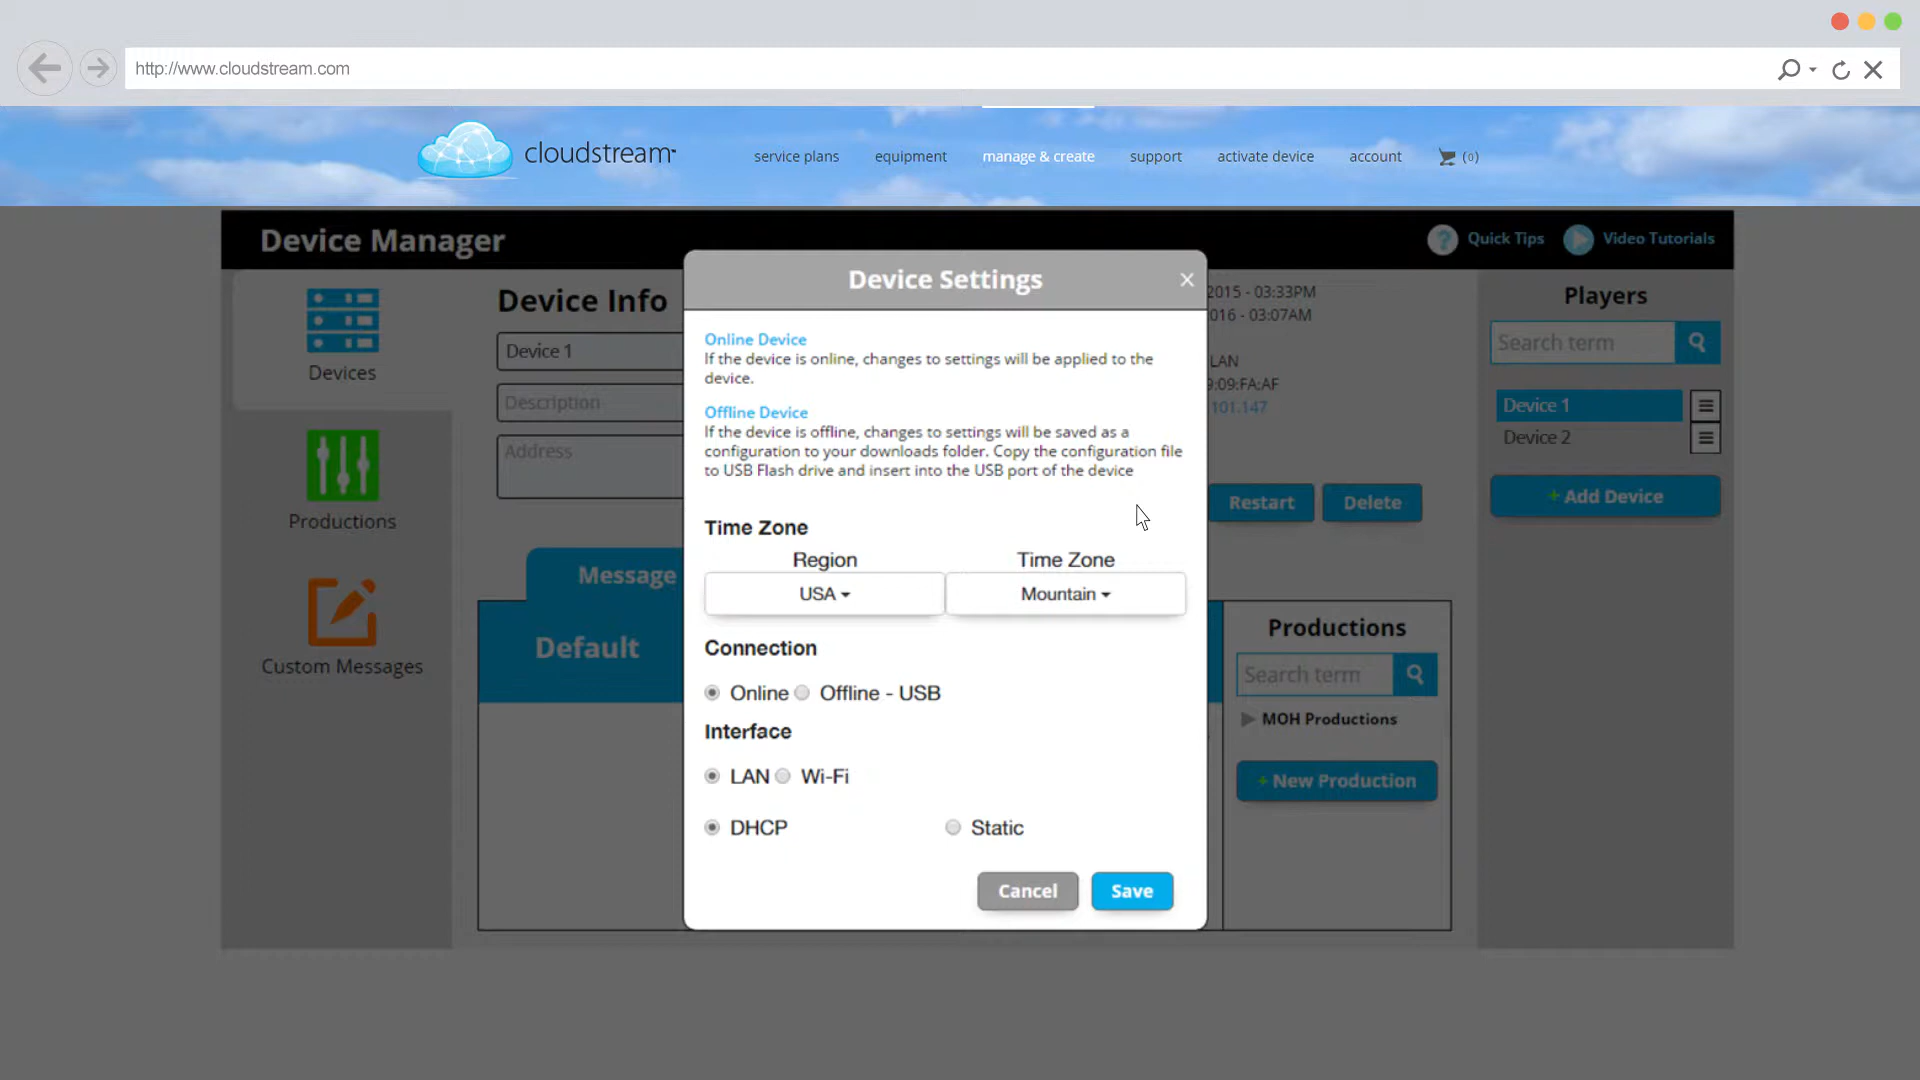 http://www.cloudstream.com
cloudstream™
service plans
equipment
manage & create
support
activate device
account
(0)
Device Manager
? Quick Tips
Video Tutorials
Devices
Productions
Custom Messages
Device Info
Device 1
Description
Address
Message
Default
Device Settings
Online Device
If the device is online, changes to settings will be applied to the
device.
Offline Device
If the device is offline, changes to settings will be saved as a
configuration to your downloads folder. Copy the configuration file
to USB Flash drive and insert into the USB port of the device
Time Zone
Region
Time Zone
USA
Mountain
Connection
Online
Offline - USB
Interface
LAN
Wi-Fi
DHCP
Static
Cancel
Save
2015 - 03:33PM
016 - 03:07AM
LAN
9:09:FA:AF
101.147
Restart
Delete
Productions
Search term
MOH Productions
+ New Production
Players
Search term
Device 1
Device 2
+ Add Device